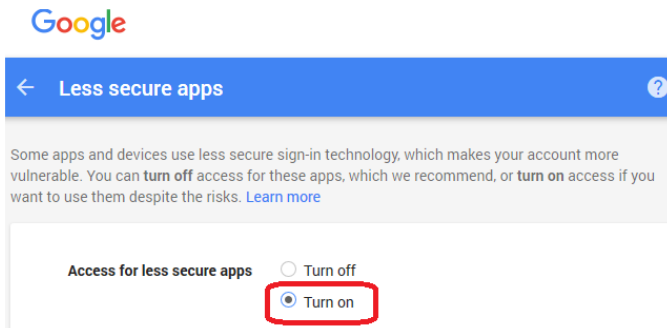 Google
Less secure apps
?
Some apps and devices use less secure sign-in technology, which makes your account more
vulnerable. You can turn off access for these apps, which we recommend, or turn on access if you
want to use them despite the risks. Learn more
Access for less secure apps
Turn off
Turn on